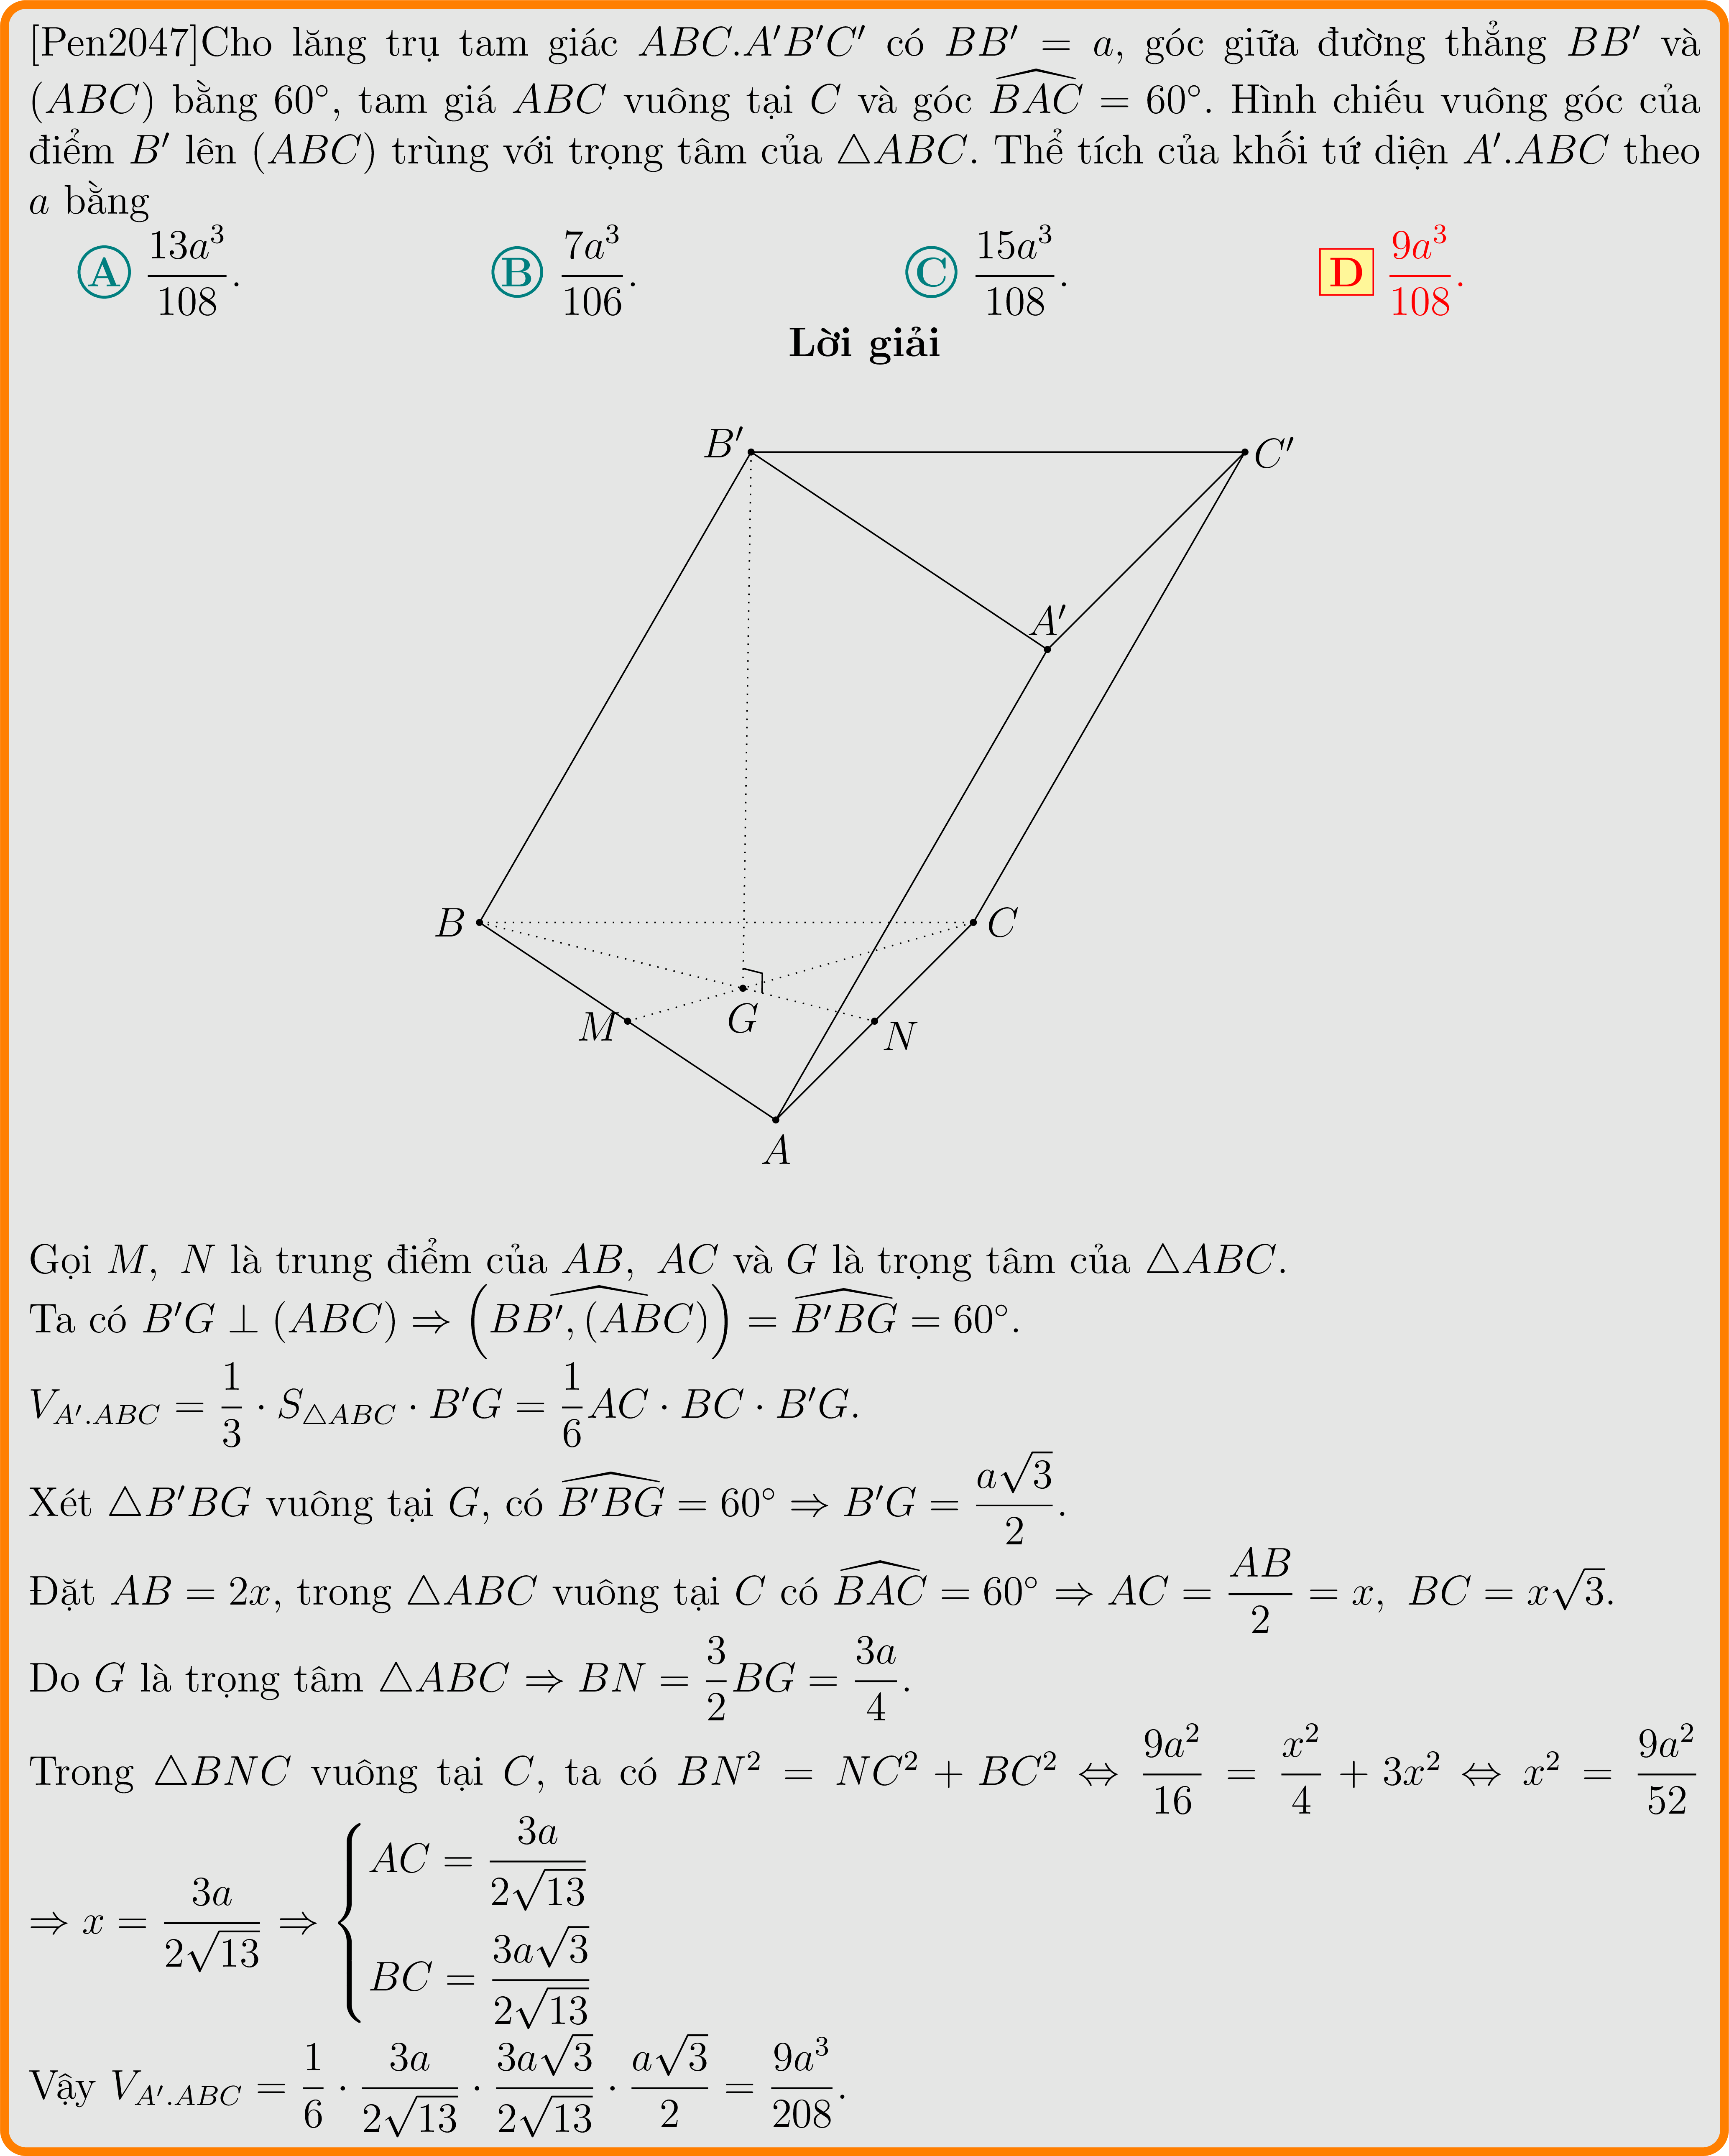 [Pen2047]Cho lăng trụ tam giác ABC.A′B′C′ có BB′ = a, góc giữa đường thẳng BB′ và
(ABC) bằng 60°, tam giá ABC vuông tại C và góc $\widehat{BAC}$ = 60°. Hình chiếu vuông góc của
điểm B′ lên (ABC) trùng với trọng tâm của △ABC. Thể tích của khối tứ diện A′.ABC theo
a bằng
A $\frac{13a^3}{108}$. B $\frac{7a^3}{106}$. C $\frac{15a^3}{108}$. D $\frac{9a^3}{108}$.
Lời giải
B′
C′
A′
B
C
G
M
N
A
Gọi M, N là trung điểm của AB, AC và G là trọng tâm của △ABC.
Ta có B′G ⊥ (ABC) ⇒ $\left(\widehat{BB', (ABC)}\right)$ = $\widehat{B'BG}$ = 60°.
$V_{A'.ABC} = \frac{1}{3} \cdot S_{\triangle ABC} \cdot B'G = \frac{1}{6} AC \cdot BC \cdot B'G.$
Xét △B′BG vuông tại G, có $\widehat{B'BG}$ = 60° ⇒ B′G = $\frac{a\sqrt{3}}{2}$.
Đặt AB = 2x, trong △ABC vuông tại C có $\widehat{BAC}$ = 60° ⇒ AC = $\frac{AB}{2}$ = x, BC = $x\sqrt{3}$.
Do G là trọng tâm △ABC ⇒ BN = $\frac{3}{2}$BG = $\frac{3a}{4}$.
Trong △BNC vuông tại C, ta có $BN^2 = NC^2 + BC^2 \Leftrightarrow \frac{9a^2}{16} = \frac{x^2}{4} + 3x^2 \Leftrightarrow x^2 = \frac{9a^2}{52}$
$\Rightarrow x = \frac{3a}{2\sqrt{13}} \Rightarrow \begin{cases} AC = \frac{3a}{2\sqrt{13}} \\ BC = \frac{3a\sqrt{3}}{2\sqrt{13}} \end{cases}$
Vậy $V_{A'.ABC} = \frac{1}{6} \cdot \frac{3a}{2\sqrt{13}} \cdot \frac{3a\sqrt{3}}{2\sqrt{13}} \cdot \frac{a\sqrt{3}}{2} = \frac{9a^3}{208}.$